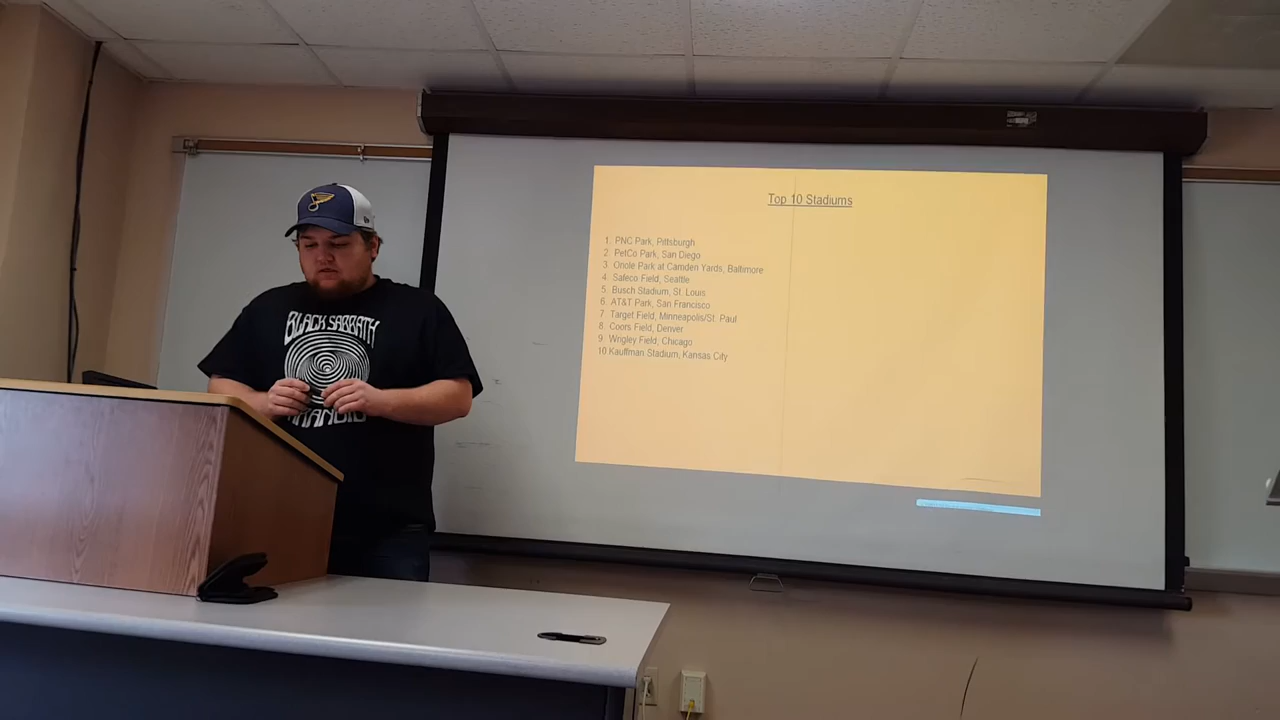 Top 10 Stadiums
1. PNC Park, Pittsburgh
2 PetCo Park, San Diego
3. Oriole Park at Camden Yards, Baltimore
4. Safeco Field, Seattle
5. Busch Stadium, St. Louis
6. AT&T Park, San Francisco
7 Target Field, Minneapolis/St. Paul
8. Coors Field, Denver
9. Wrigley Field, Chicago
10 Kauffman Stadium, Kansas City
BLACK SABBATH